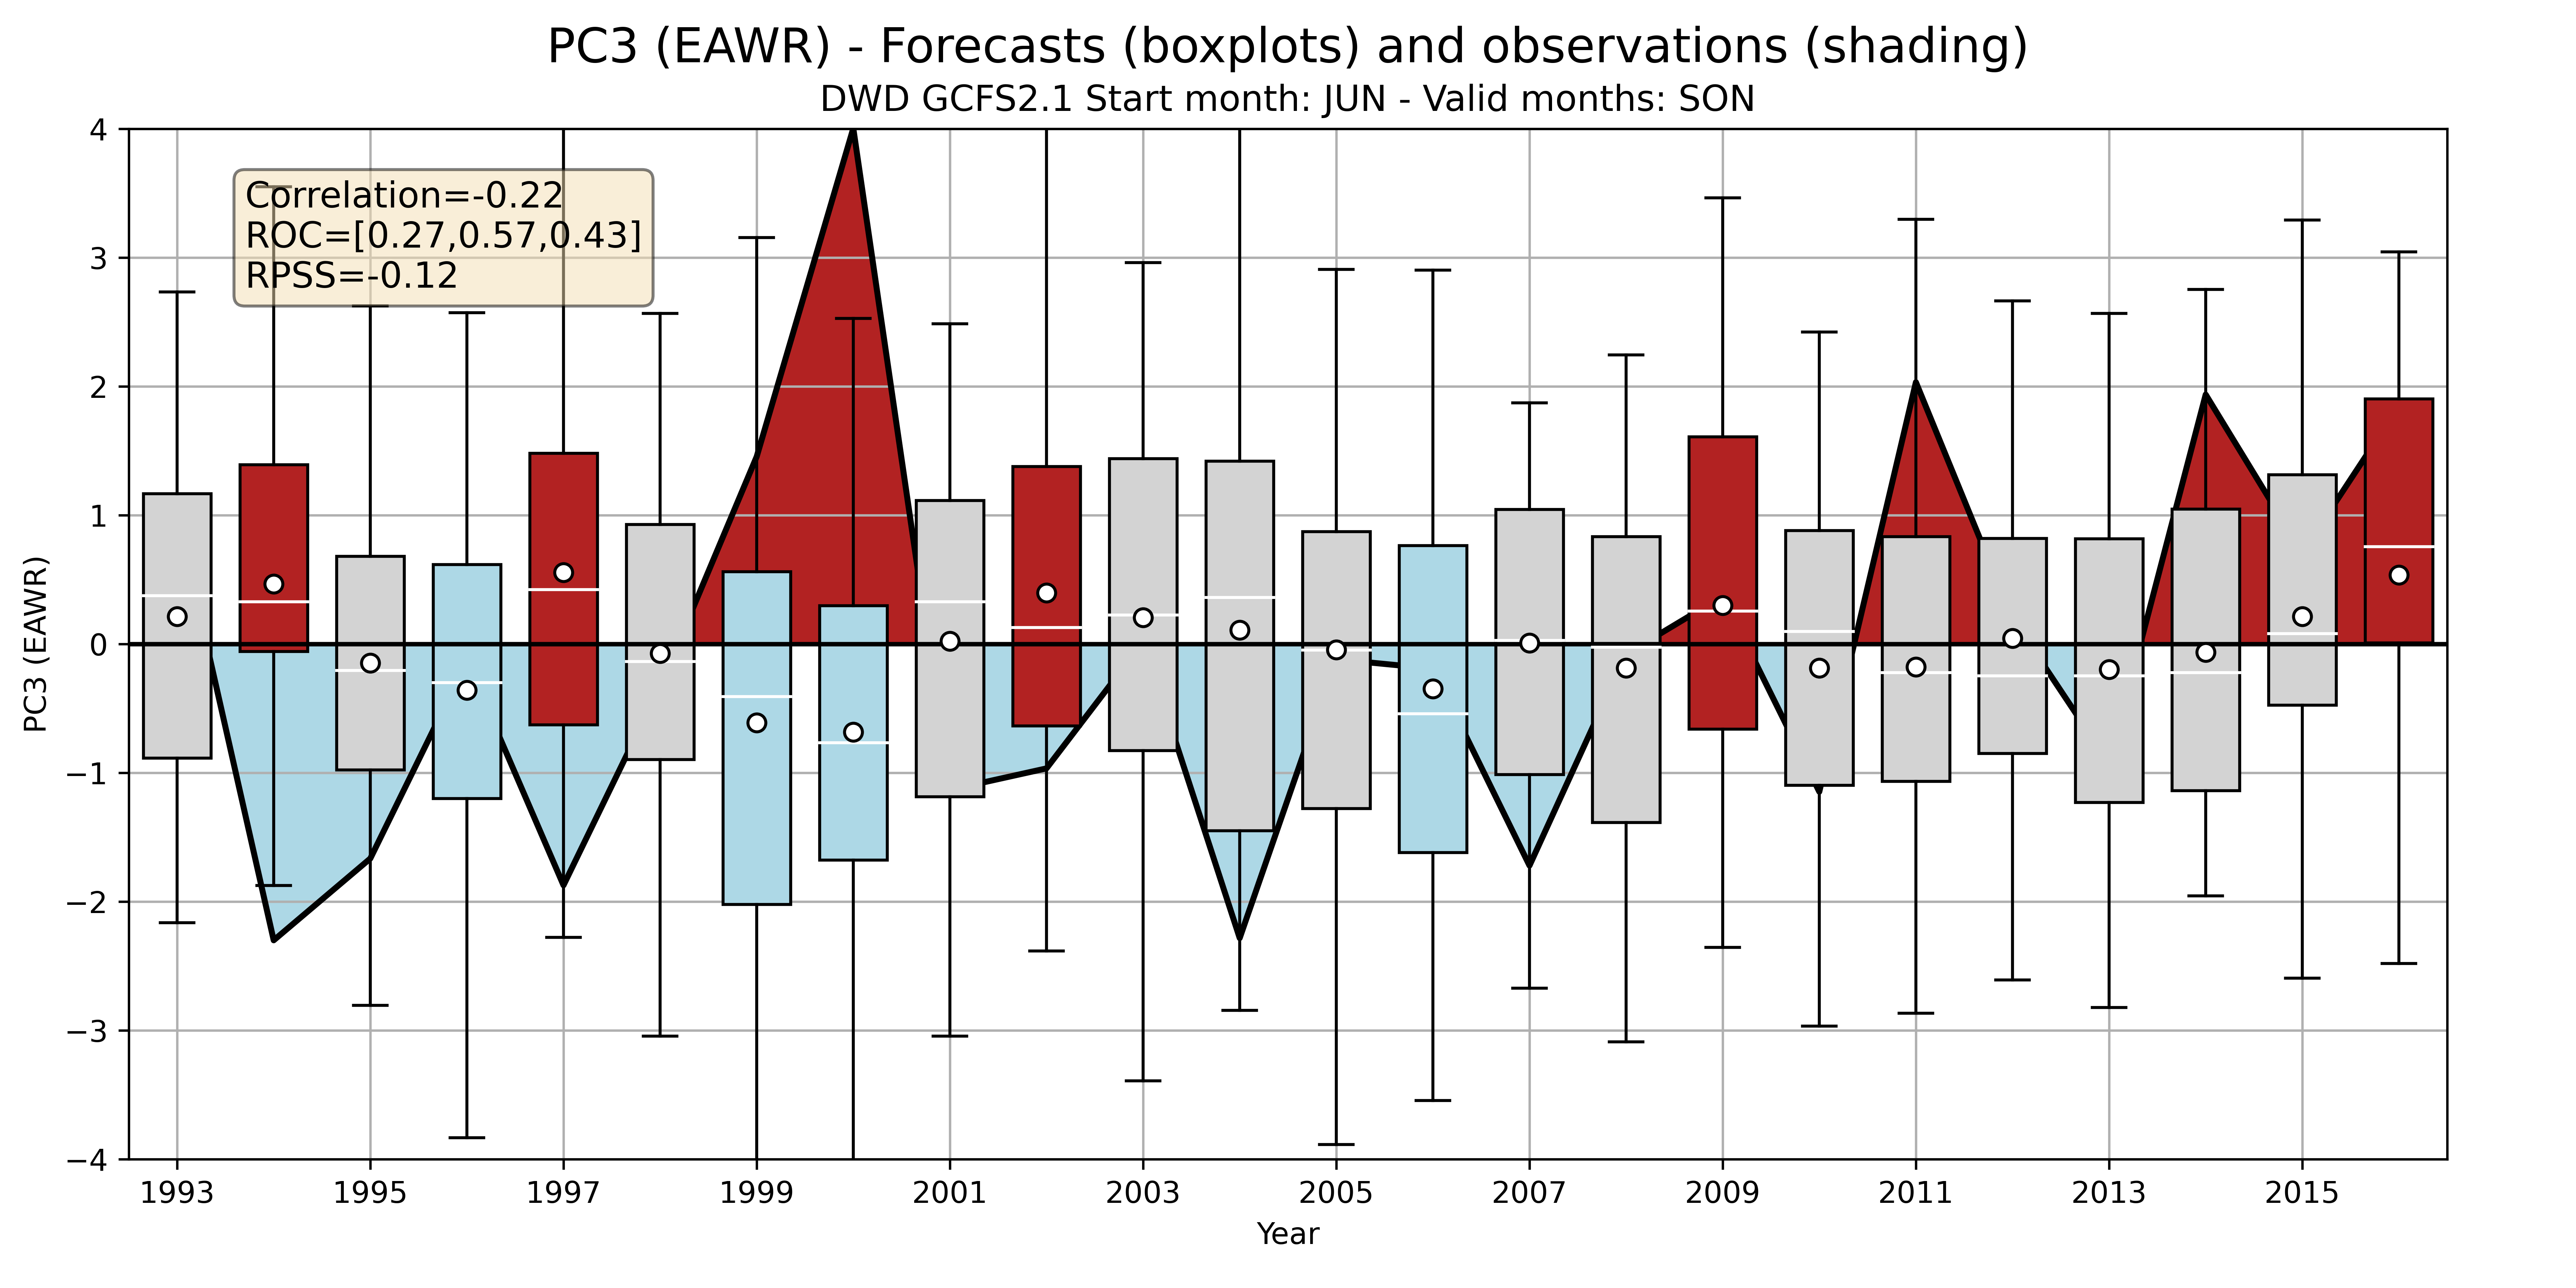 PC3 (EAWR) - Forecasts (boxplots) and observations (shading)
DWD GCFS2.1 Start month: JUN - Valid months: SON
Correlation=-0.22
ROC=[0.27,0.57,0.43]
RPSS=-0.12
PC3 (EAWR)
4
3
2
1
0
−1
−2
−3
−4
1993 1995 1997 1999 2001 2003 2005 2007 2009 2011 2013 2015
Year